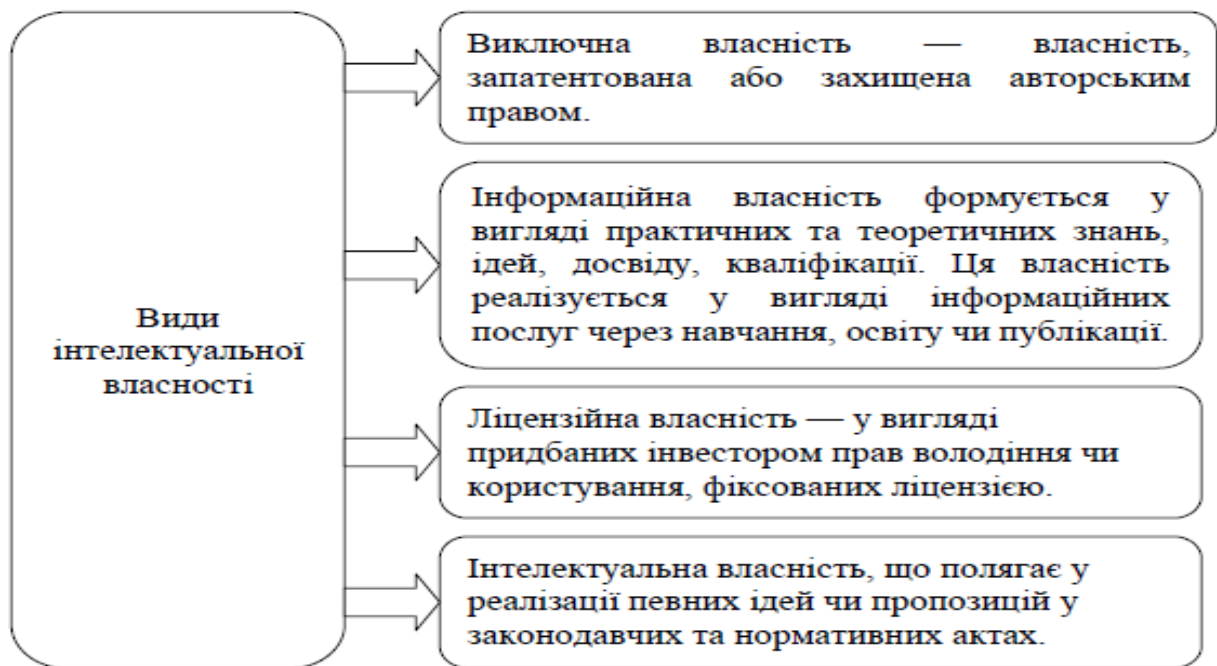 Види
інтелектуальної
власності
Виключна власність — власність,
запатентована або захищена авторським
правом.
Інформаційна власність формується у
вигляді практичних та теоретичних знань,
ідей, досвіду, кваліфікації. Ця власність
реалізується у вигляді інформаційних
послуг через навчання, освіту чи публікації.
Ліцензійна власність — у вигляді
придбаних інвестором прав володіння чи
користування, фіксованих ліцензією.
Інтелектуальна власність, що полягає у
реалізації певних ідей чи пропозицій у
законодавчих та нормативних актах.